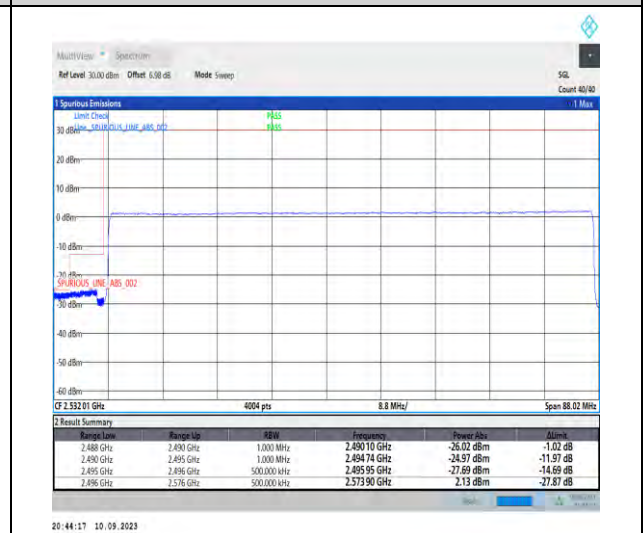 MultiView Spectrum
Ref Level 30.00 dBm Offset 6.98 dB Mode Sweep SGL
Count 40/40
1 Spurious Emissions 1 Max
Limit Check PASS
Line _SPURIOUS_LINE_ABS_002 PASS
30 dBm
20 dBm
10 dBm
0 dBm
-10 dBm
-20 dBm
SPURIOUS_LINE_ABS_002
-30 dBm
-40 dBm
-50 dBm
-60 dBm
CF 2.532 01 GHz 4004 pts 8.8 MHz/ Span 88.02 MHz
2 Result Summary
Range Low Range Up RBW Frequency Power Abs ΔLimit
2.488 GHz 2.490 GHz 1.000 MHz 2.490 10 GHz -26.02 dBm -1.02 dB
2.490 GHz 2.495 GHz 1.000 MHz 2.494 74 GHz -24.97 dBm -11.97 dB
2.495 GHz 2.496 GHz 500.000 kHz 2.495 95 GHz -27.69 dBm -14.69 dB
2.496 GHz 2.576 GHz 500.000 kHz 2.573 90 GHz 2.13 dBm -27.87 dB
20:44:17 10.09.2023